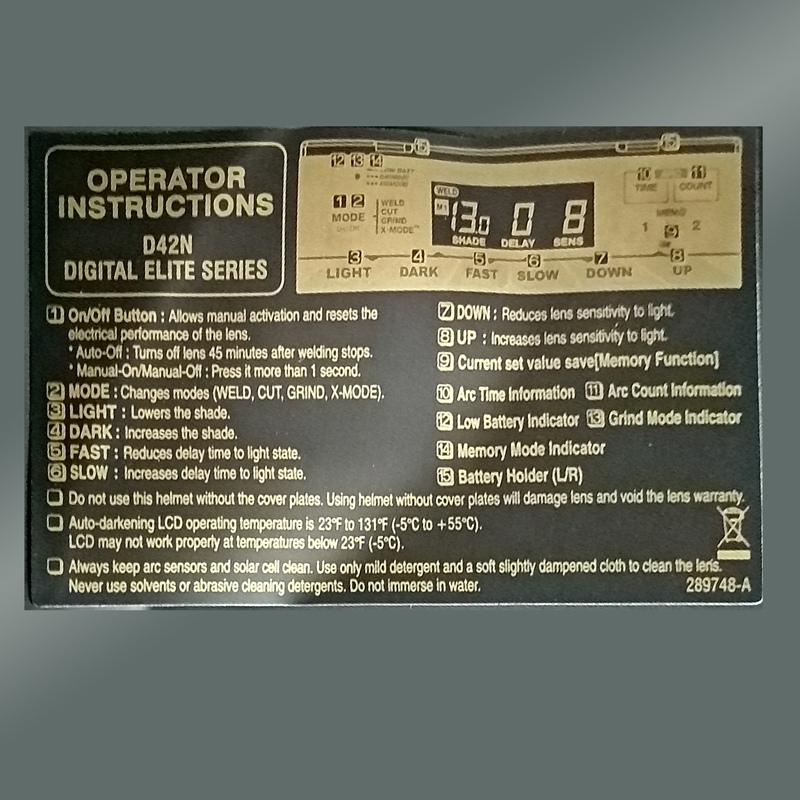 OPERATOR
INSTRUCTIONS
D42N
DIGITAL ELITE SERIES
15 15
12 13 14
10 11
TIME COUNT
1 2
MODE
WELD
CUT
GRIND
X-MODE
WELD
M1
13.0 0 8
SHADE DELAY SENS
MEMO
1 9 2
3 4 5 6 7 8
LIGHT DARK FAST SLOW DOWN UP
1 On/Off Button : Allows manual activation and resets the
electrical performance of the lens.
* Auto-Off : Turns off lens 45 minutes after welding stops.
* Manual-On/Manual-Off : Press it more than 1 second.
2 MODE : Changes modes (WELD, CUT, GRIND, X-MODE).
3 LIGHT : Lowers the shade.
4 DARK : Increases the shade.
5 FAST : Reduces delay time to light state.
6 SLOW : Increases delay time to light state.
7 DOWN : Reduces lens sensitivity to light.
8 UP : Increases lens sensitivity to light.
9 Current set value save[Memory Function]
10 Arc Time Information 11 Arc Count Information
12 Low Battery Indicator 13 Grind Mode Indicator
14 Memory Mode Indicator
15 Battery Holder (L/R)
Do not use this helmet without the cover plates. Using helmet without cover plates will damage lens and void the lens warranty.
Auto-darkening LCD operating temperature is 23°F to 131°F (-5°C to +55°C).
LCD may not work properly at temperatures below 23°F (-5°C).
Always keep arc sensors and solar cell clean. Use only mild detergent and a soft slightly dampened cloth to clean the lens.
Never use solvents or abrasive cleaning detergents. Do not immerse in water.
289748-A